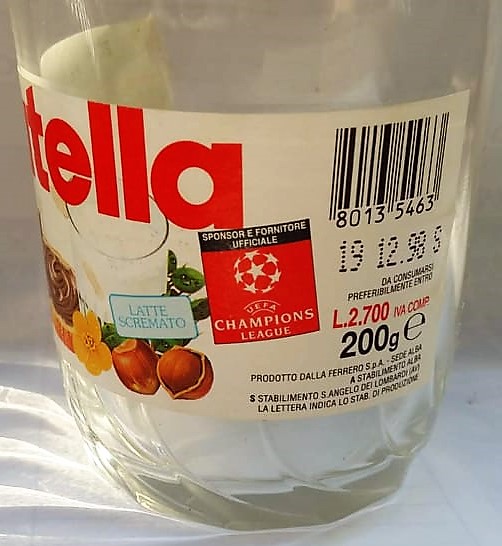 tella
SPONSOR E FORNITORE
UFFICIALE
UEFA
CHAMPIONS
LEAGUE
LATTE
SCREMATO
8013 5463
19 12.98 S
DA CONSUMARSI
PREFERIBILMENTE ENTRO
L.2.700 IVA COMP.
200g e
PRODOTTO DALLA FERRERO S.p.A. - SEDE ALBA
A STABILIMENTO ALBA
S STABILIMENTO S.ANGELO DEI LOMBARDI (AV)
LA LETTERA INDICA LO STAB. DI PRODUZIONE